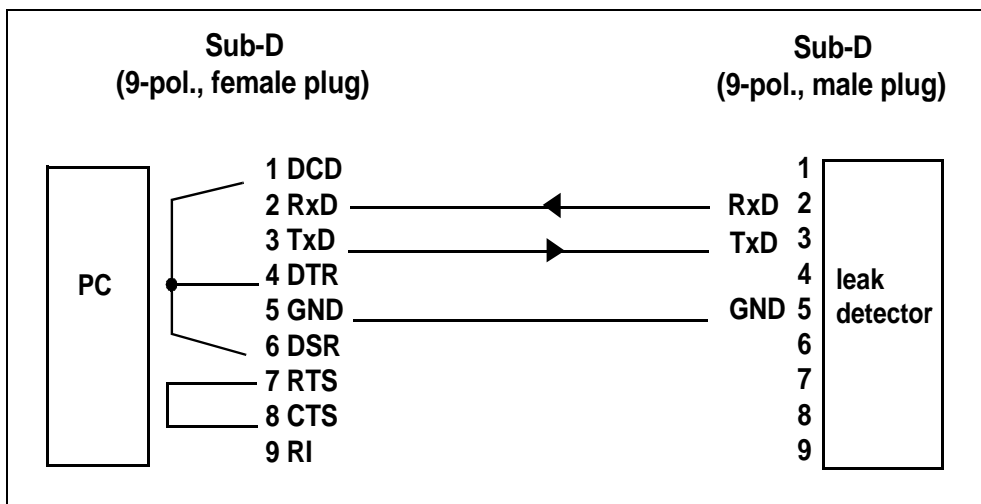 Sub-D
(9-pol., female plug)
Sub-D
(9-pol., male plug)
PC
1 DCD
2 RxD
3 TxD
4 DTR
5 GND
6 DSR
7 RTS
8 CTS
9 RI
1
RxD 2
TxD 3
4
GND 5
6
7
8
9
leak
detector